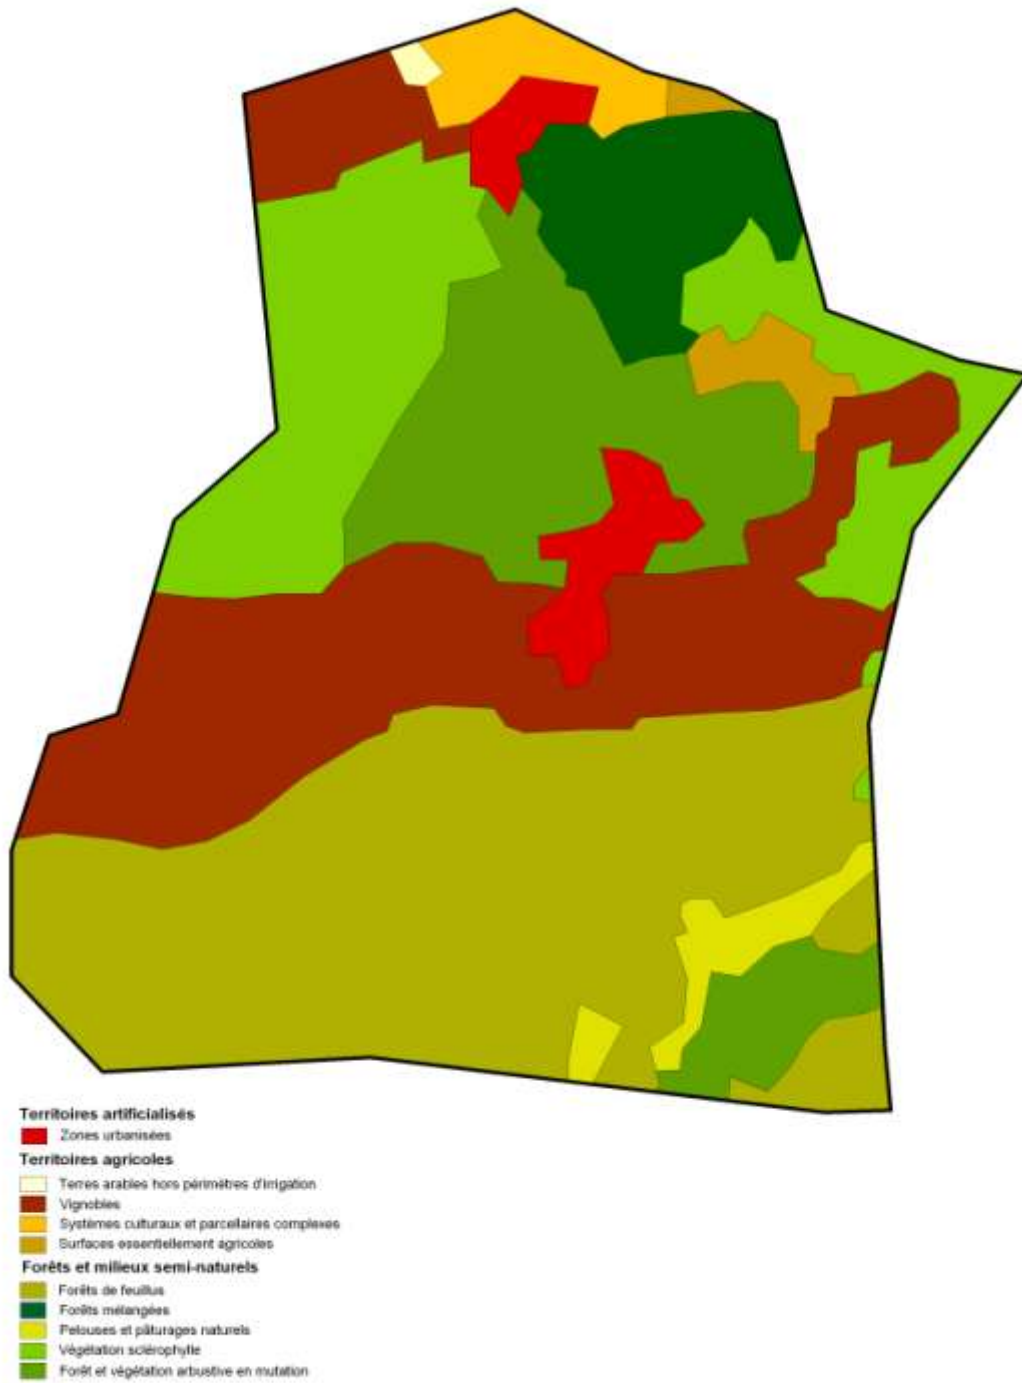 Territoires artificialisés
Zones urbanisées
Territoires agricoles
Terres arables hors périmètres d'irrigation
Vignobles
Systèmes culturaux et parcellaires complexes
Surfaces essentiellement agricoles
Forêts et milieux semi-naturels
Forêts de feuillus
Forêts mélangées
Pelouses et pâturages naturels
Végétation sclérophylle
Forêt et végétation arbustive en mutation